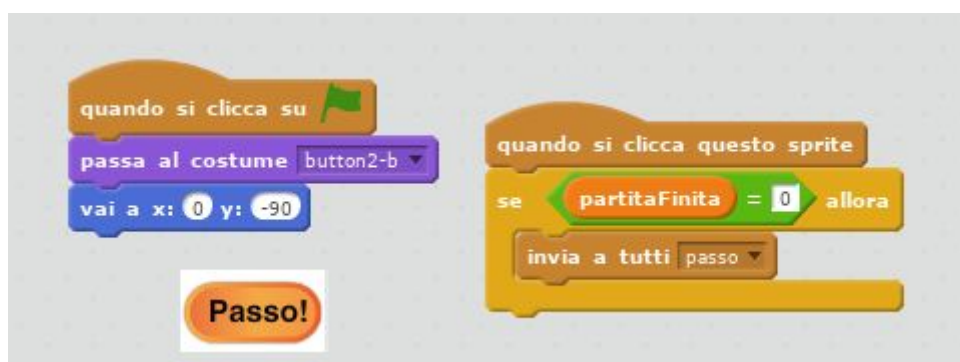 quando si clicca su
passa al costume button2-b
vai a x: 0 y: -90
Passo!
quando si clicca questo sprite
se partitaFinita = 0 allora
invia a tutti passo